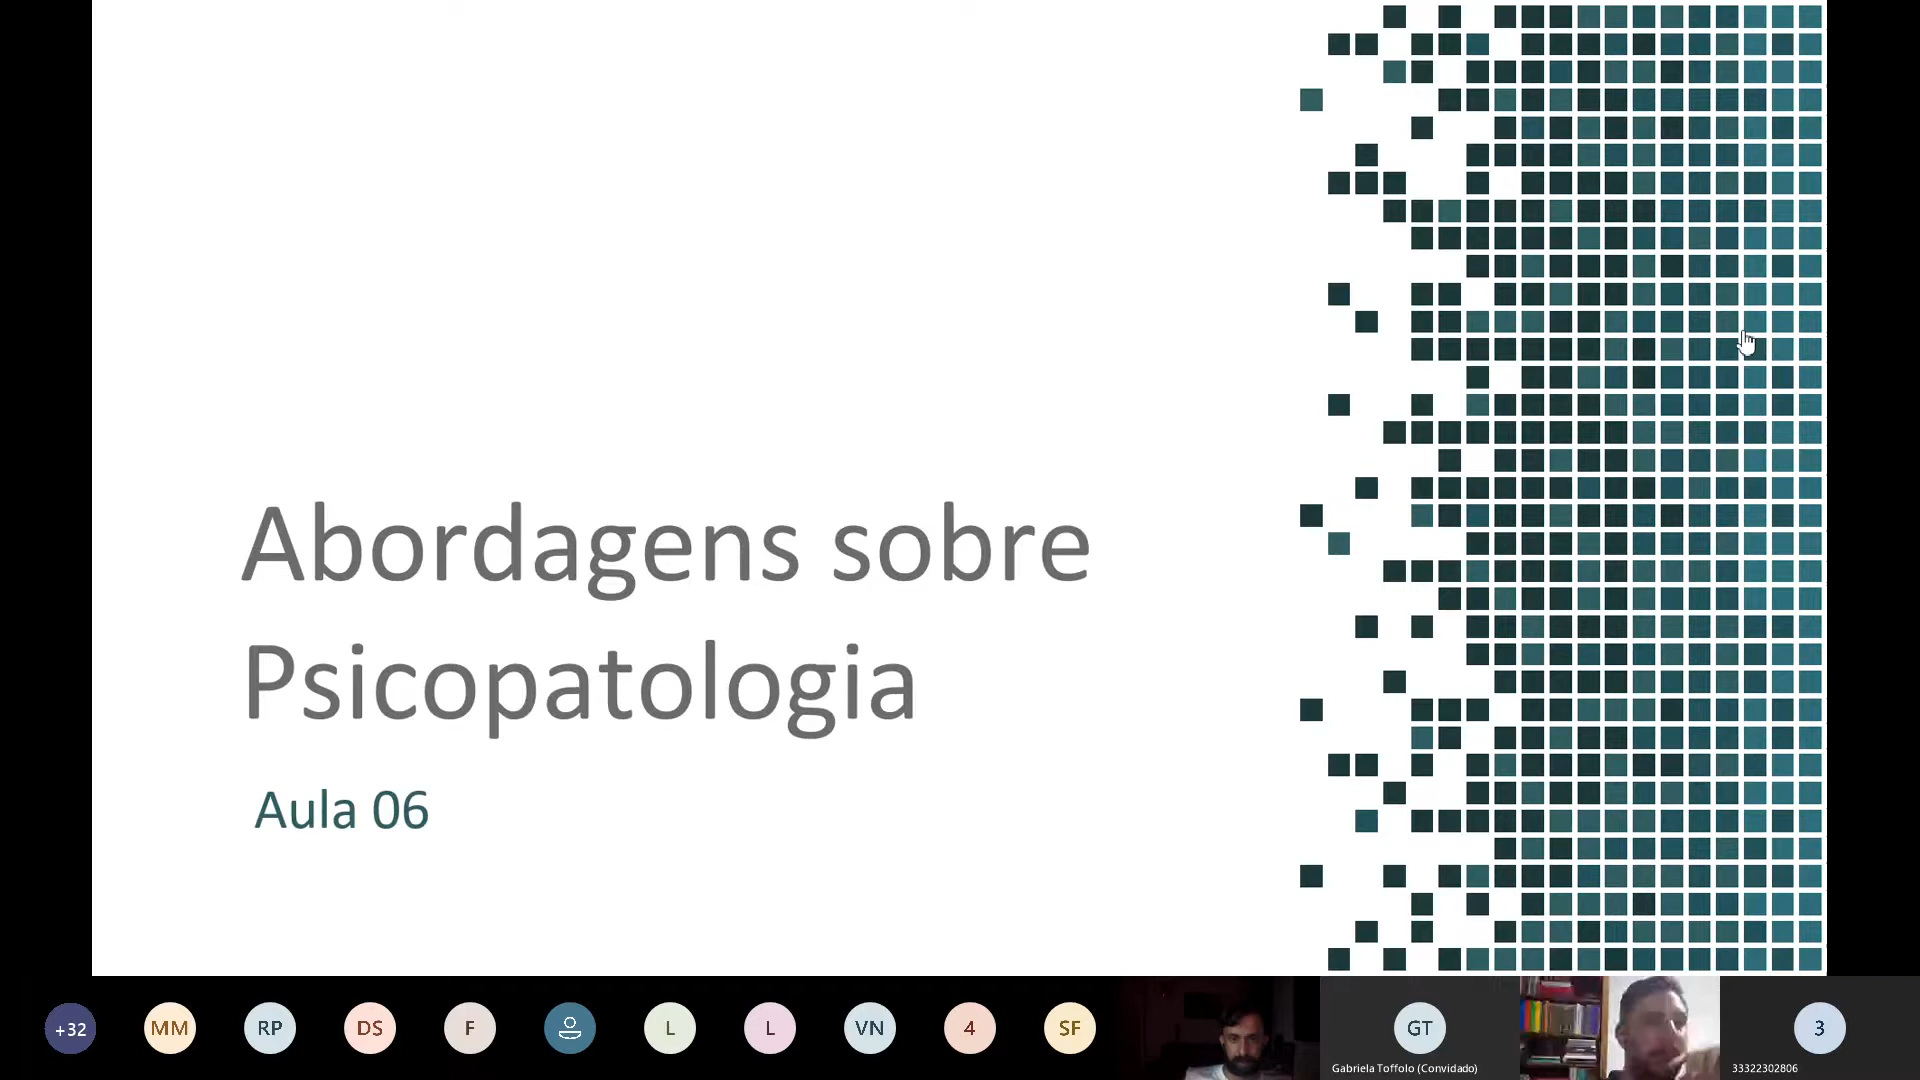 Abordagens sobre
Psicopatologia
Aula 06
+32
MM
RP
DS
F
L
L
VN
4
SF
GT
Gabriela Toffolo (Convidado)
3
33322302806